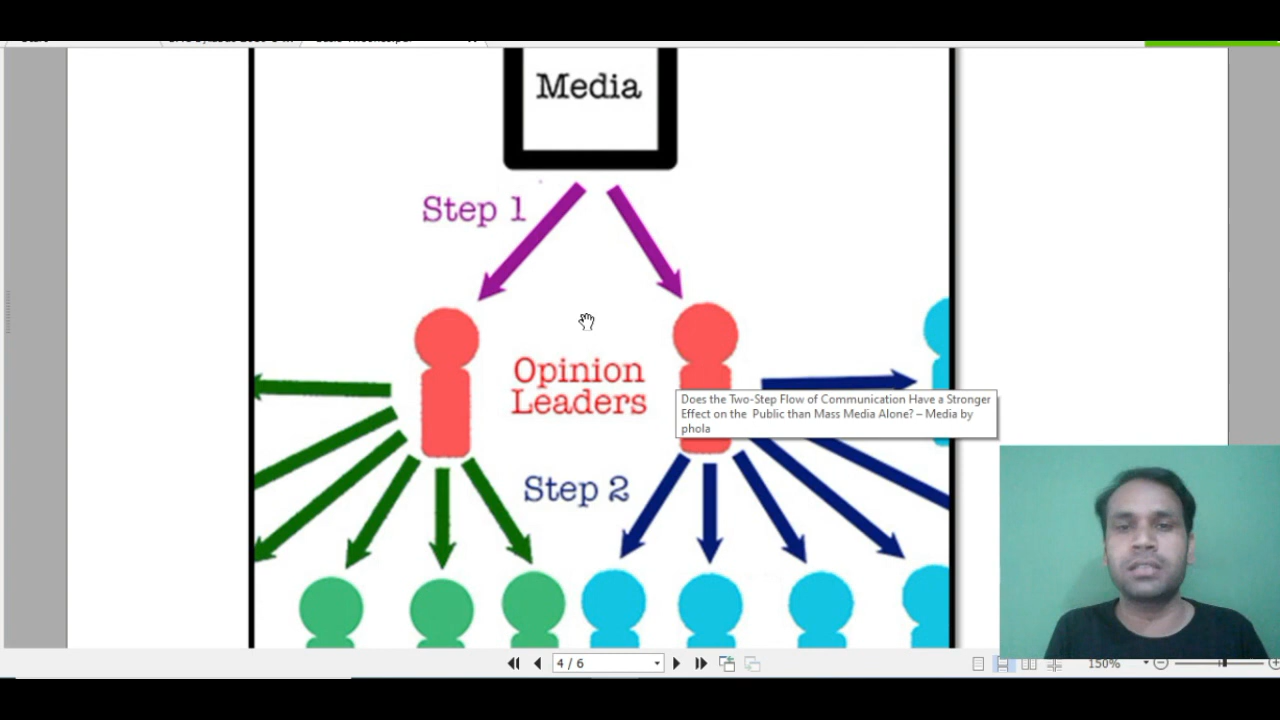 Media
Step 1
Opinion
Leaders
Does the Two-Step Flow of Communication Have a Stronger
Effect on the Public than Mass Media Alone? – Media by
phola
Step 2
4 / 6
150%